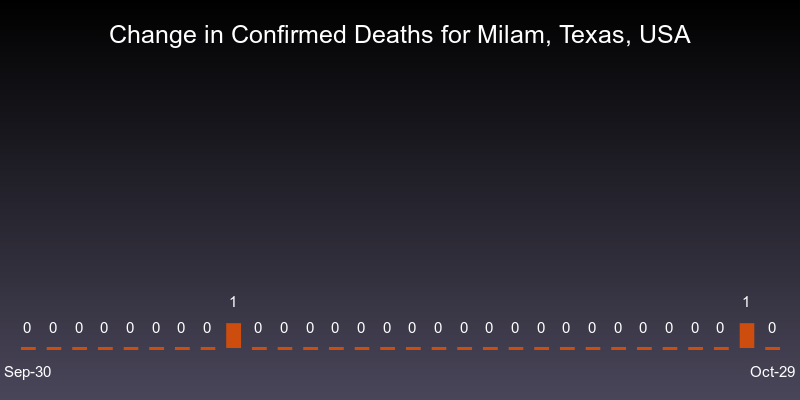 Change in Confirmed Deaths for Milam, Texas, USA
1 1
0 0 0 0 0 0 0 0 0 0 0 0 0 0 0 0 0 0 0 0 0 0 0 0 0 0 0 0
Sep-30 Oct-29